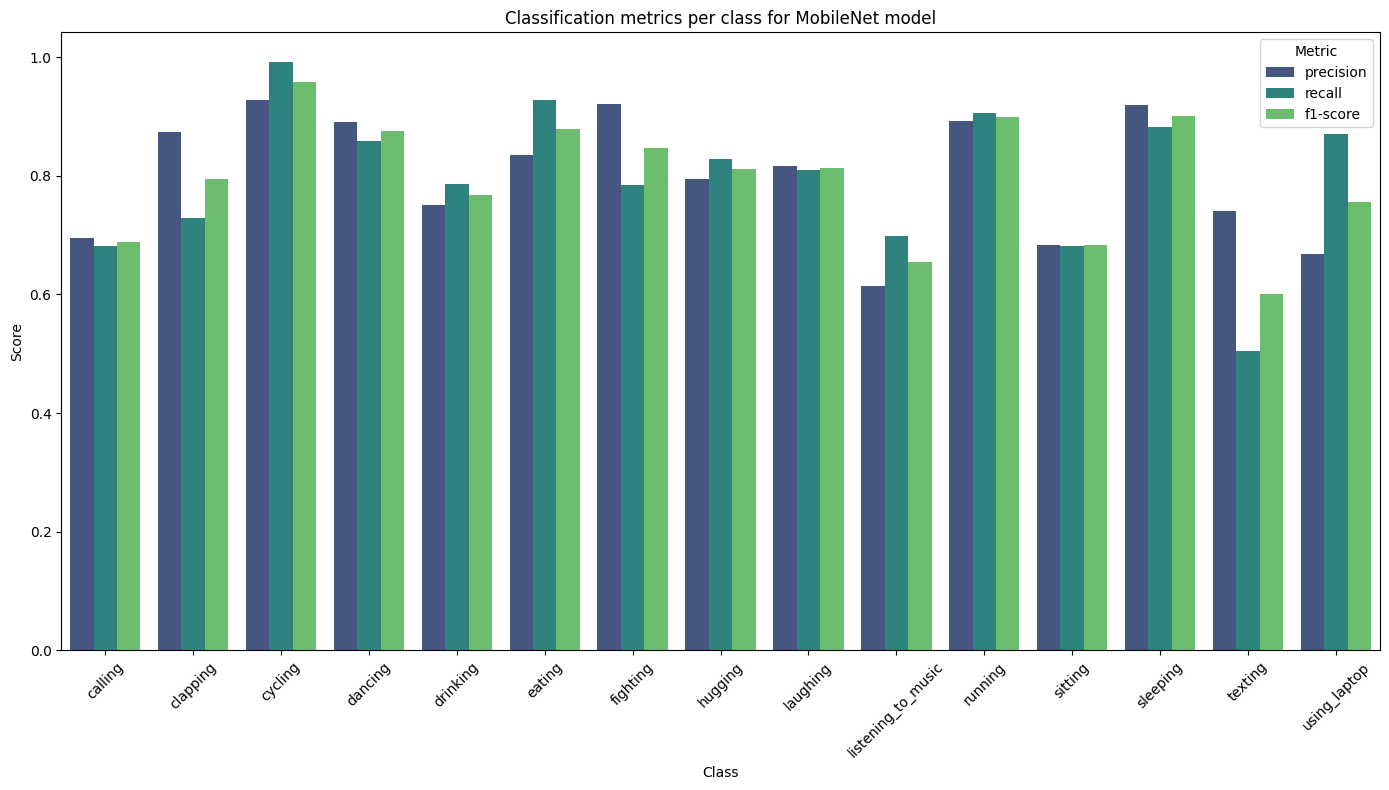 Classification metrics per class for MobileNet model
Metric
precision
recall
f1-score
Score
1.0
0.8
0.6
0.4
0.2
0.0
calling
clapping
cycling
dancing
drinking
eating
fighting
hugging
laughing
listening_to_music
running
sitting
sleeping
texting
using_laptop
Class